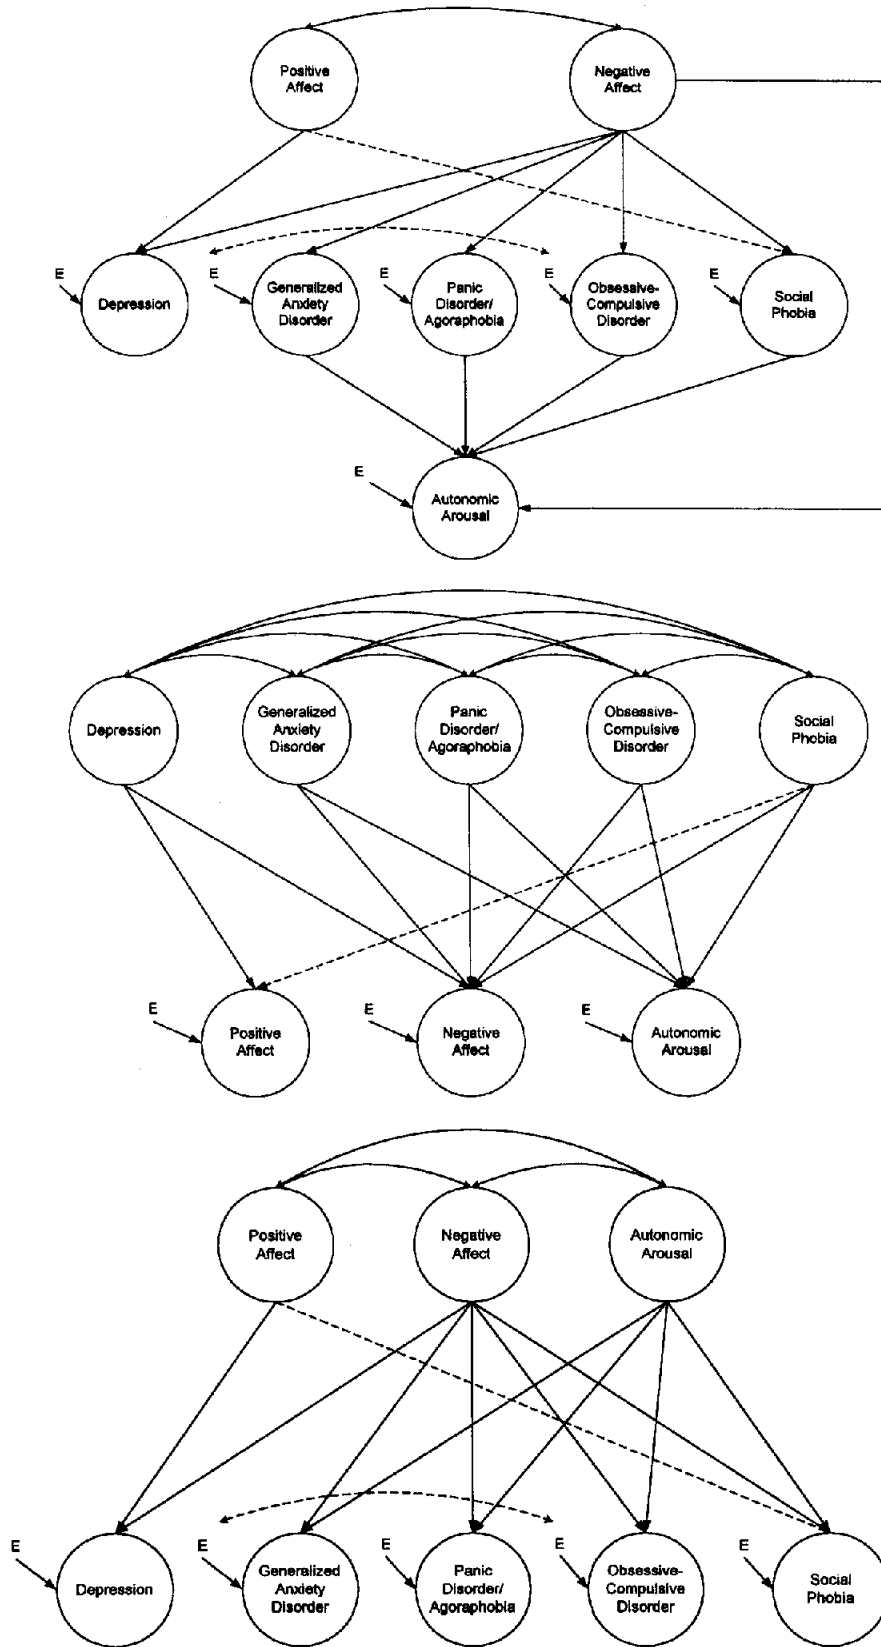 Positive
Affect
Negative
Affect
E
Depression
E
Generalized
Anxiety
Disorder
E
Panic
Disorder/
Agoraphobia
E
Obsessive-
Compulsive
Disorder
E
Social
Phobia
E
Autonomic
Arousal
Depression
Generalized
Anxiety
Disorder
Panic
Disorder/
Agoraphobia
Obsessive-
Compulsive
Disorder
Social
Phobia
E
Positive
Affect
E
Negative
Affect
E
Autonomic
Arousal
Positive
Affect
Negative
Affect
Autonomic
Arousal
E
Depression
E
Generalized
Anxiety
Disorder
E
Panic
Disorder/
Agoraphobia
E
Obsessive-
Compulsive
Disorder
E
Social
Phobia